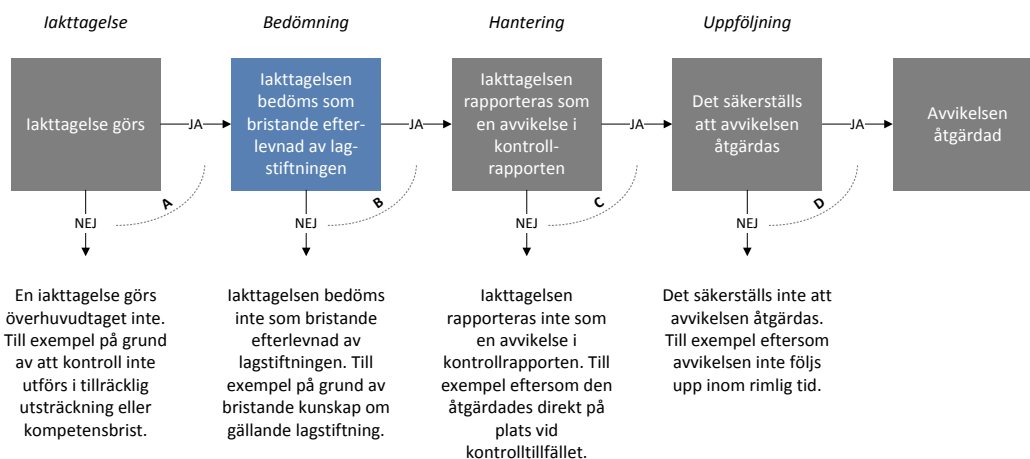 Iakttagelse
Bedömning
Hantering
Uppföljning
Iakttagelse görs
JA
Iakttagelsen
bedöms som
bristande efter-
levnad av lag-
stiftningen
JA
Iakttagelsen
rapporteras som
en avvikelse i
kontroll-
rapporten
JA
Det säkerställs
att avvikelsen
åtgärdas
JA
Avvikelsen
åtgärdad
A
B
C
D
NEJ
NEJ
NEJ
NEJ
En iakttagelse görs
överhuvudtaget inte.
Till exempel på grund
av att kontroll inte
utförs i tillräcklig
utsträckning eller
kompetensbrist.
Iakttagelsen bedöms
inte som bristande
efterlevnad av
lagstiftningen. Till
exempel på grund av
bristande kunskap om
gällande lagstiftning.
Iakttagelsen
rapporteras inte som
en avvikelse i
kontrollrapporten. Till
exempel eftersom den
åtgärdades direkt på
plats vid
kontrolltillfället.
Det säkerställs inte att
avvikelsen åtgärdas.
Till exempel eftersom
avvikelsen inte följs
upp inom rimlig tid.